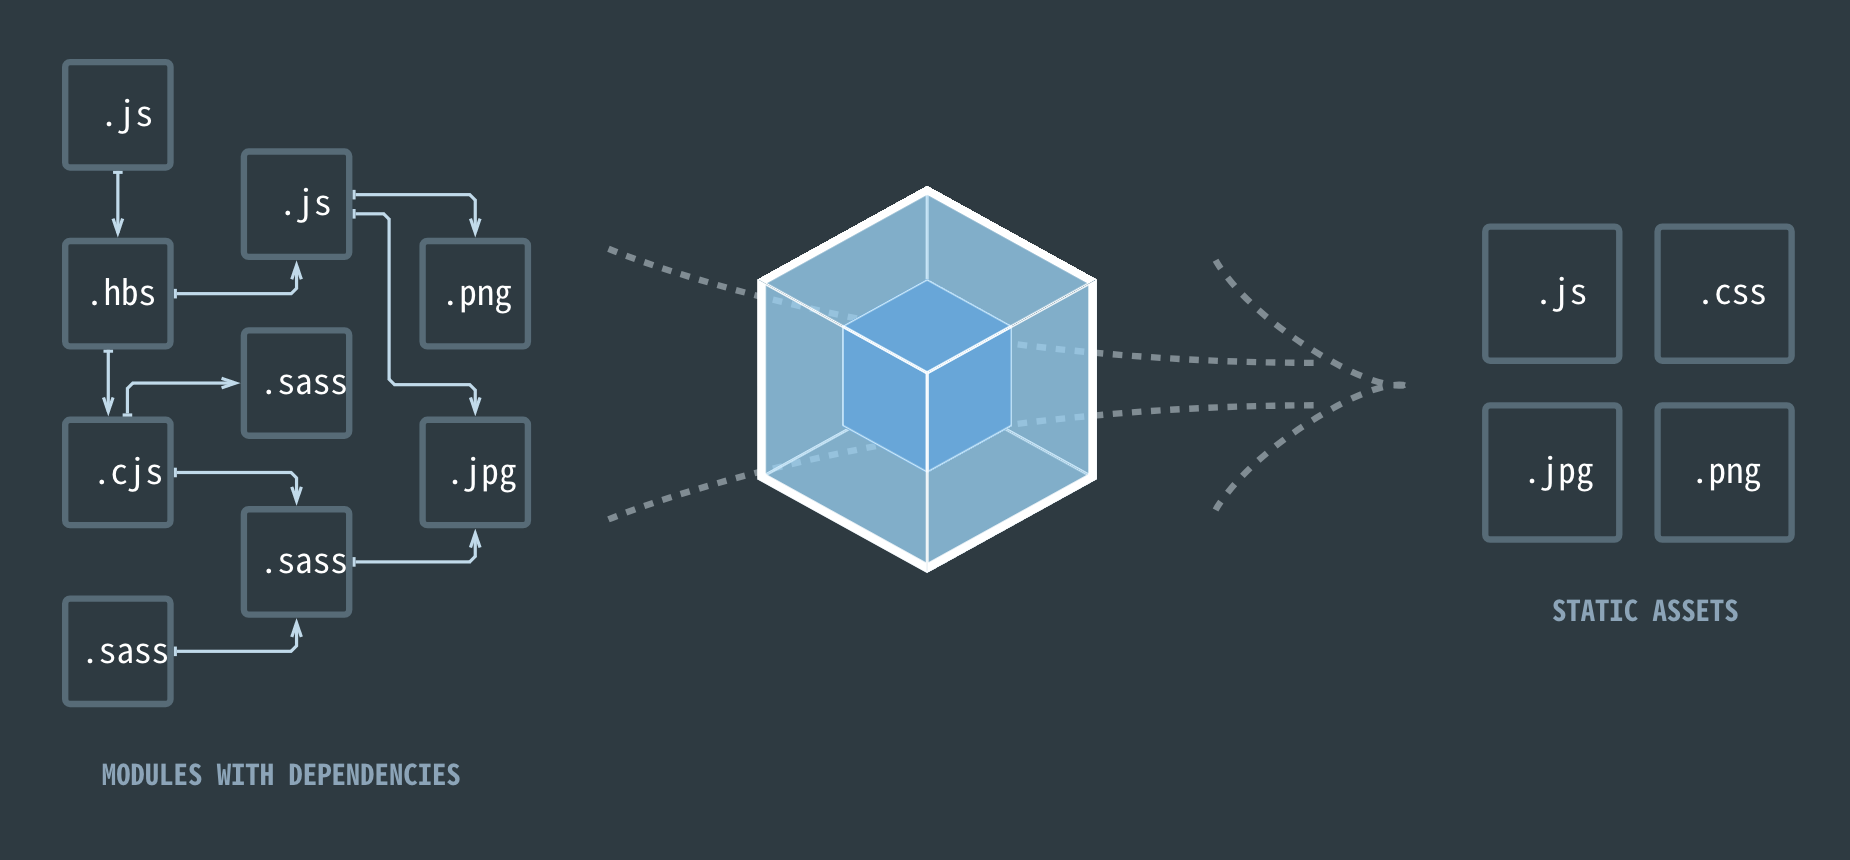 .js
.js
.hbs
.png
.sass
.cjs
.jpg
.sass
.sass
MODULES WITH DEPENDENCIES
.js
.css
.jpg
.png
STATIC ASSETS